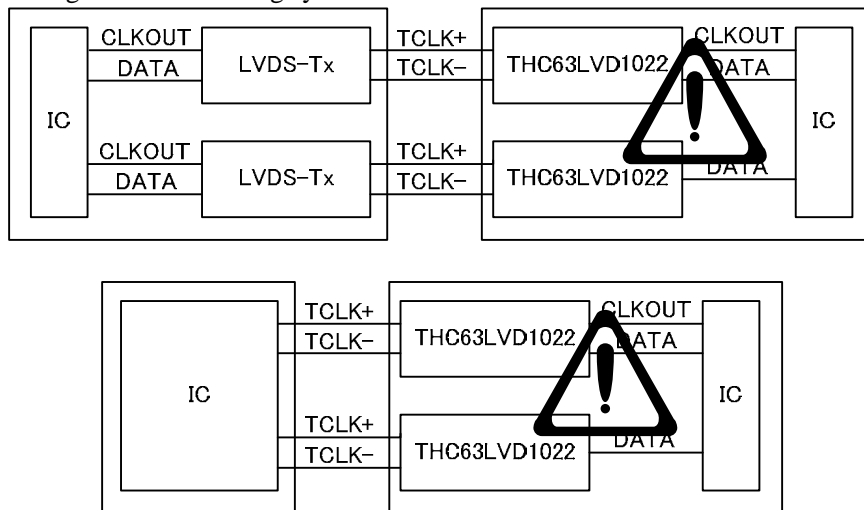 CLKOUT TCLK+ CLKOUT
DATA LVDS-Tx TCLK- THC63LVD1022 DATA
IC IC
CLKOUT TCLK+
DATA LVDS-Tx TCLK- THC63LVD1022 DATA
TCLK+ CLKOUT
TCLK- THC63LVD1022 DATA
IC IC
TCLK+
TCLK- THC63LVD1022 DATA